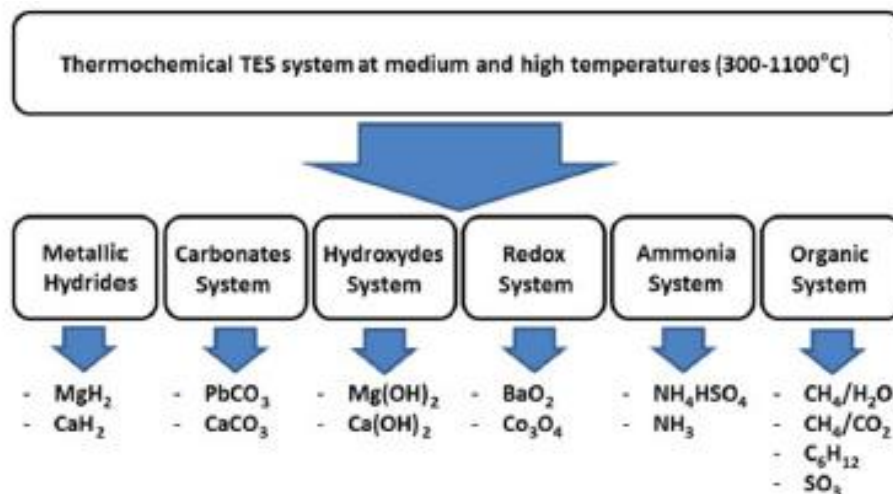 Thermochemical TES system at medium and high temperatures (300-1100°C)
Metallic
Hydrides
Carbonates
System
Hydroxydes
System
Redox
System
Ammonia
System
Organic
System
- MgH₂
- CaH₂
- PbCO₃
- CaCO₃
- Mg(OH)₂
- Ca(OH)₂
- BaO₂
- Co₃O₄
- NH₄HSO₄
- NH₃
- CH₄/H₂O
- CH₄/CO₂
- C₆H₁₂
- SO₃